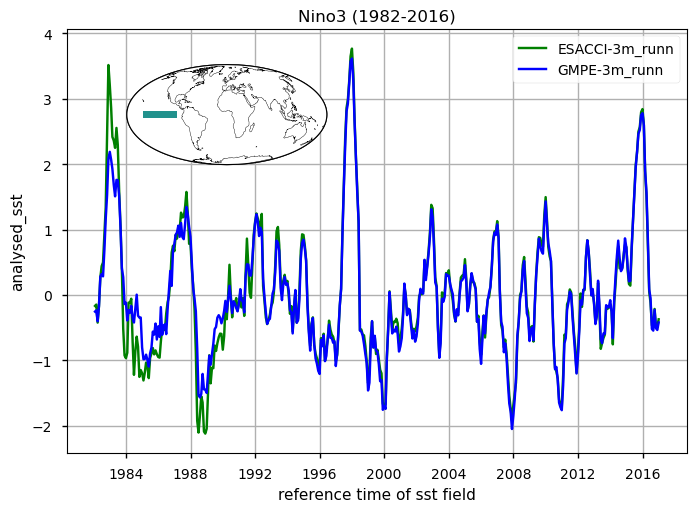 Nino3 (1982-2016)
ESACCI-3m_runn
GMPE-3m_runn
analysed_sst
4
3
2
1
0
−1
−2
1984 1988 1992 1996 2000 2004 2008 2012 2016
reference time of sst field